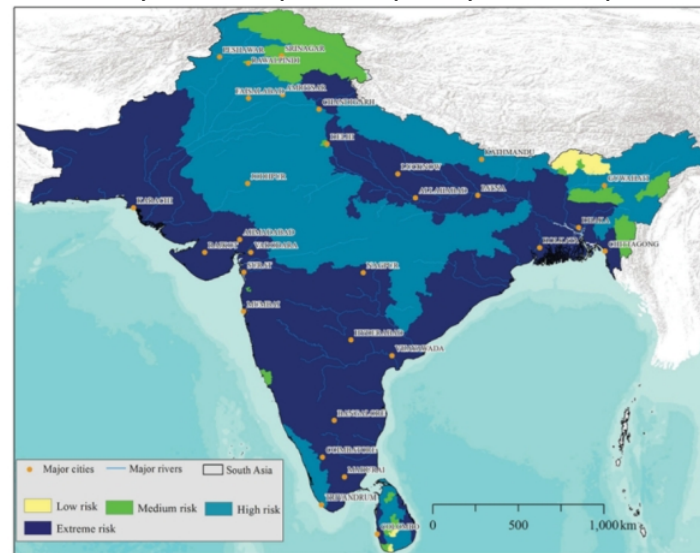 PESHAWAR
SRINAGAR
RAWALPINDI
FAISALABAD
AMRITSAR
CHANDIGARH
DELHI
KATHMANDU
LUCKNOW
GUWAHATI
JODHPUR
ALLAHABAD
PATNA
KARACHI
DHAKA
AHMADABAD
KOLKATA
CHITTAGONG
RAJKOT
VADODARA
SURAT
NAGPUR
MUMBAI
HYDERABAD
VIJAYAWADA
BANGALORE
COIMBATORE
MADURAI
TRIVANDRUM
COLOMBO
Major cities
Major rivers
South Asia
Low risk
Medium risk
High risk
Extreme risk
0 500 1,000 km